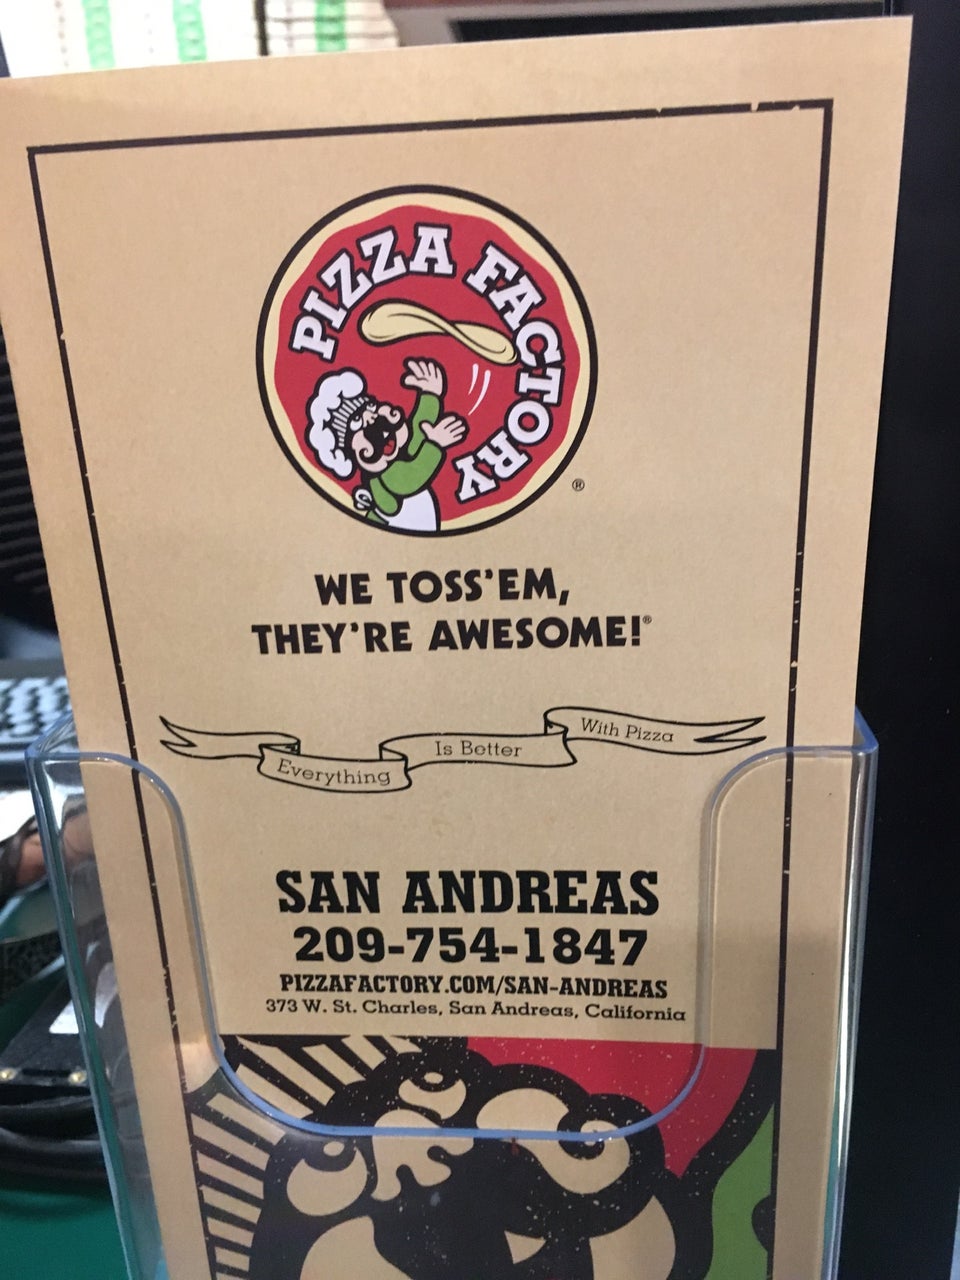 PIZZA FACTORY
®
WE TOSS'EM,
THEY'RE AWESOME!®
Everything Is Better With Pizza
SAN ANDREAS
209-754-1847
PIZZAFACTORY.COM/SAN-ANDREAS
373 W. St. Charles, San Andreas, California